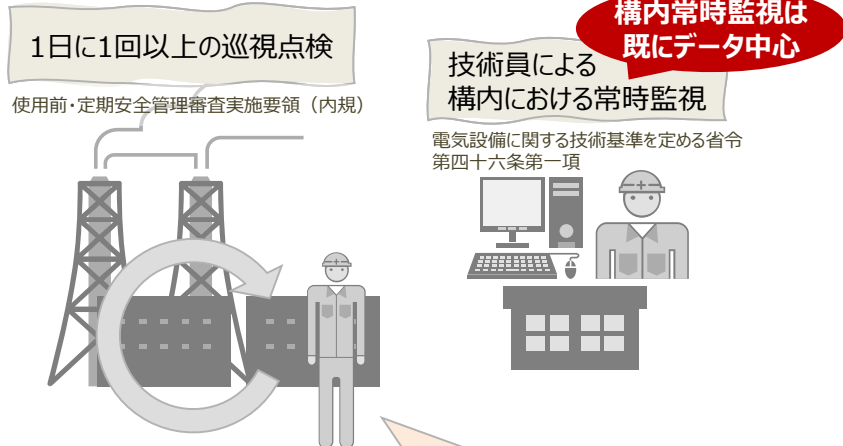 1日に1回以上の巡視点検
使用前・定期安全管理審査実施要領（内規）
構内常時監視は
既にデータ中心
技術員による
構内における常時監視
電気設備に関する技術基準を定める省令
第四十六条第一項